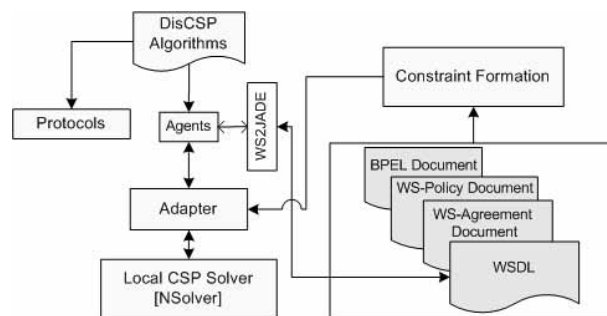 DisCSP
Algorithms
Constraint Formation
Protocols
Agents
WS2JADE
BPEL Document
WS-Policy Document
WS-Agreement
Document
WSDL
Adapter
Local CSP Solver
[NSolver]